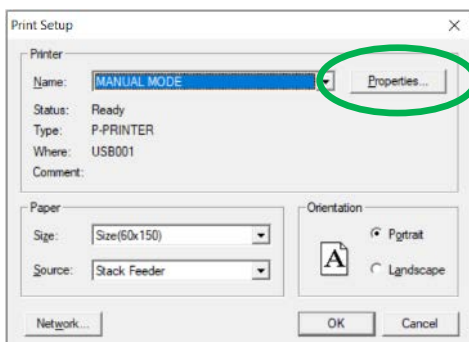 Print Setup
Printer
Name: MANUAL MODE Properties...
Status: Ready
Type: P-PRINTER
Where: USB001
Comment:
Paper
Size: Size(60x150)
Source: Stack Feeder
Orientation
A
Portrait
Landscape
Network... OK Cancel